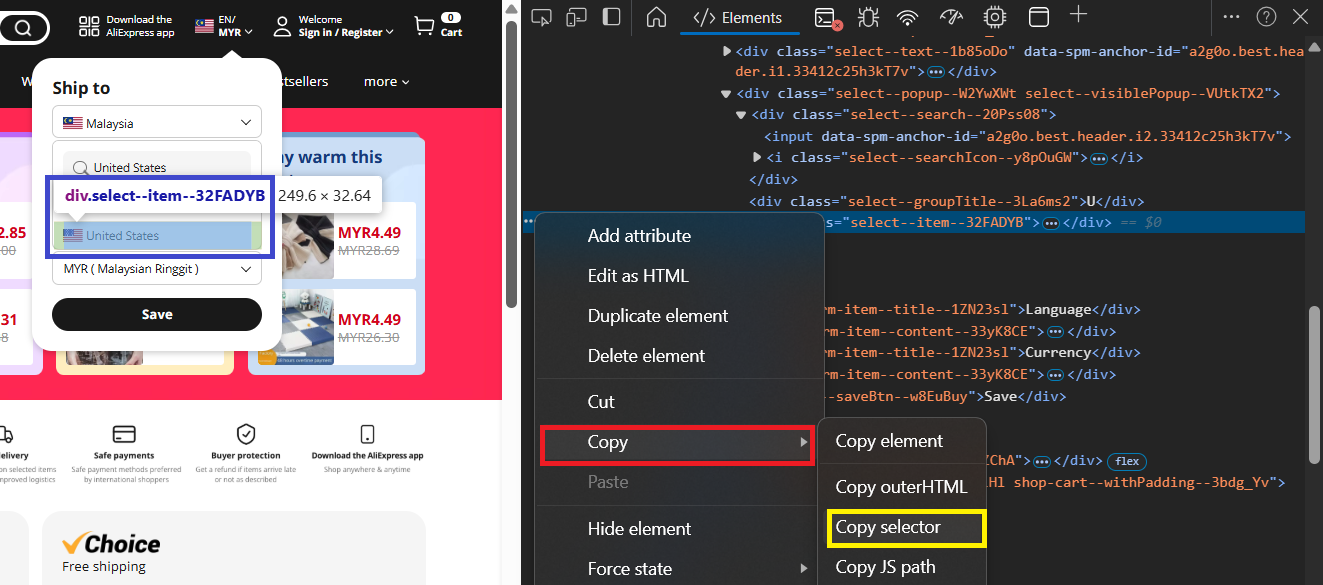 Download the
AliExpress app
EN/
MYR
Welcome
Sign in / Register
0
Cart
W
tsellers
more
Ship to
Malaysia
United States
div.select--item--32FADYB 249.6 × 32.64
United States
MYR ( Malaysian Ringgit )
Save
ay warm this
2.85
.00
MYR4.49
MYR28.69
31
8
MYR4.49
MYR26.30
elivery
on selected items
mproved logistics
Safe payments
Safe payment methods preferred
by international shoppers
Buyer protection
Get a refund if items arrive late
or not as described
Download the AliExpress app
Shop anywhere & anytime
Choice
Free shipping
Elements
<div class="select--text--1b85oDo" data-spm-anchor-id="a2g0o.best.hea
der.i1.33412c25h3kT7v">…</div>
<div class="select--popup--W2YwXWt select--visiblePopup--VUtkTX2">
<div class="select--search--20Pss08">
<input data-spm-anchor-id="a2g0o.best.header.i2.33412c25h3kT7v">
<i class="select--searchIcon--y8pOuGW">…</i>
</div>
<div class="select--groupTitle--3La6ms2">U</div>
s="select--item--32FADYB">…</div> == $0
rm-item--title--1ZN23sl">Language</div>
rm-item--content--33yK8CE">…</div>
rm-item--title--1ZN23sl">Currency</div>
rm-item--content--33yK8CE">…</div>
--saveBtn--w8EuBuy">Save</div>
ZChA">…</div> flex
lHl shop-cart--withPadding--3bdg_Yv">
Add attribute
Edit as HTML
Duplicate element
Delete element
Cut
Copy
Paste
Hide element
Force state
Copy element
Copy outerHTML
Copy selector
Copy JS path